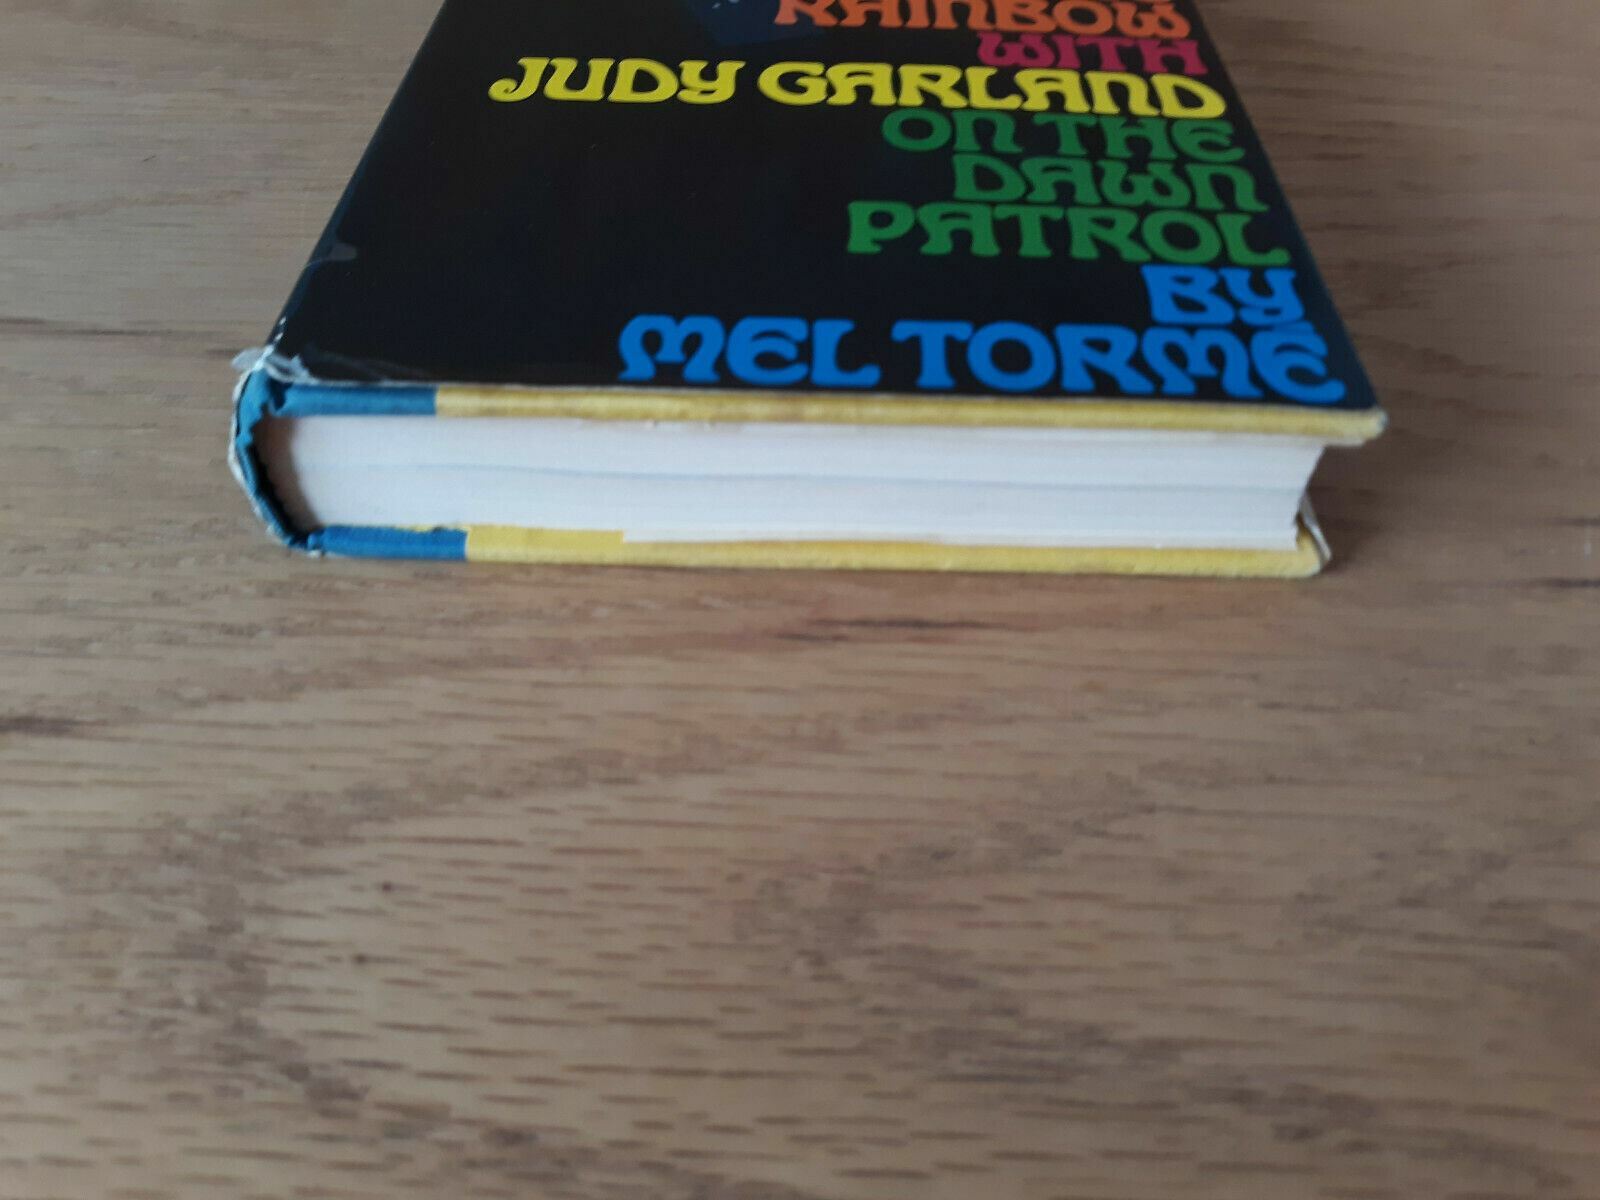 RAINBOW
WITH
JUDY GARLAND
ON THE
DAWN
PATROL
BY
MEL TORMÉ